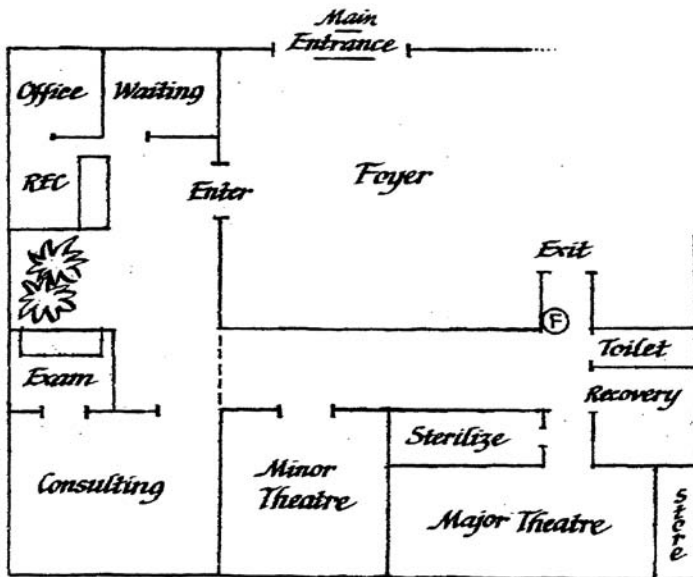 Main
Entrance
Office
Waiting
REC
Enter
Foyer
Exit
F
Toilet
Exam
Recovery
Sterilize
Consulting
Minor
Theatre
Major Theatre
Store